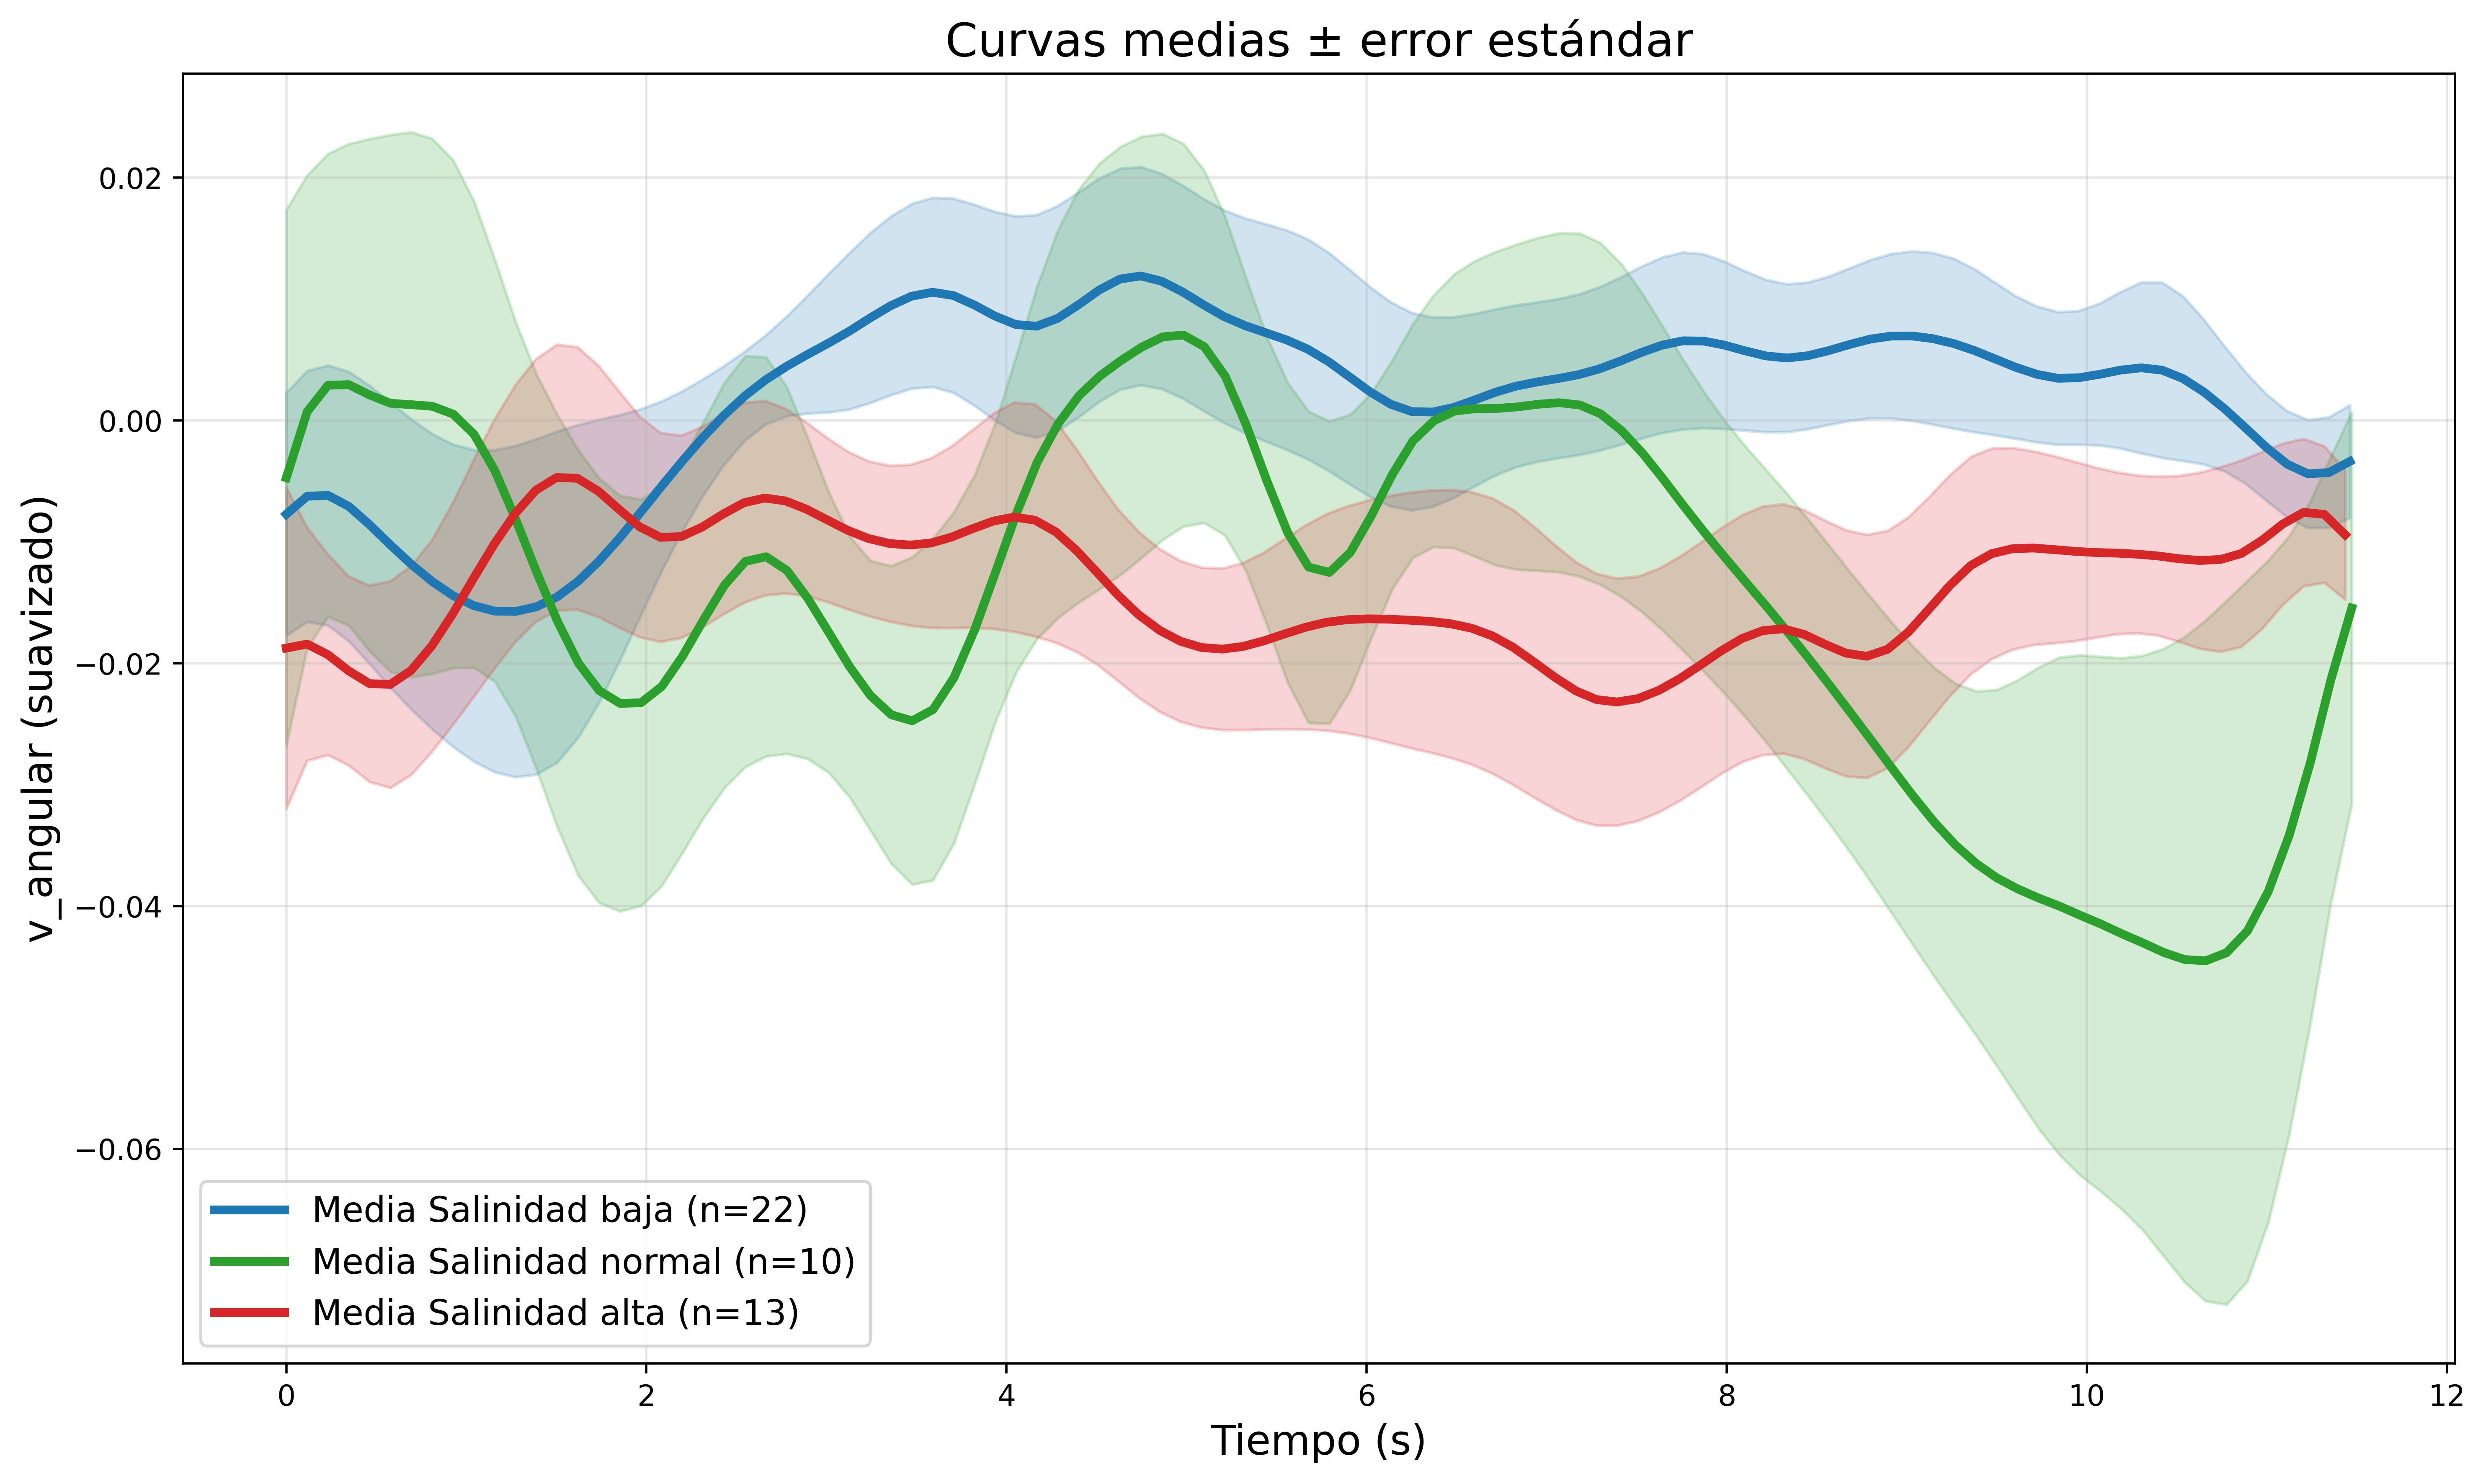 Curvas medias ± error estándar
v_angular (suavizado)
0.02
0.00
−0.02
−0.04
−0.06
Media Salinidad baja (n=22)
Media Salinidad normal (n=10)
Media Salinidad alta (n=13)
0 2 4 6 8 10 12
Tiempo (s)